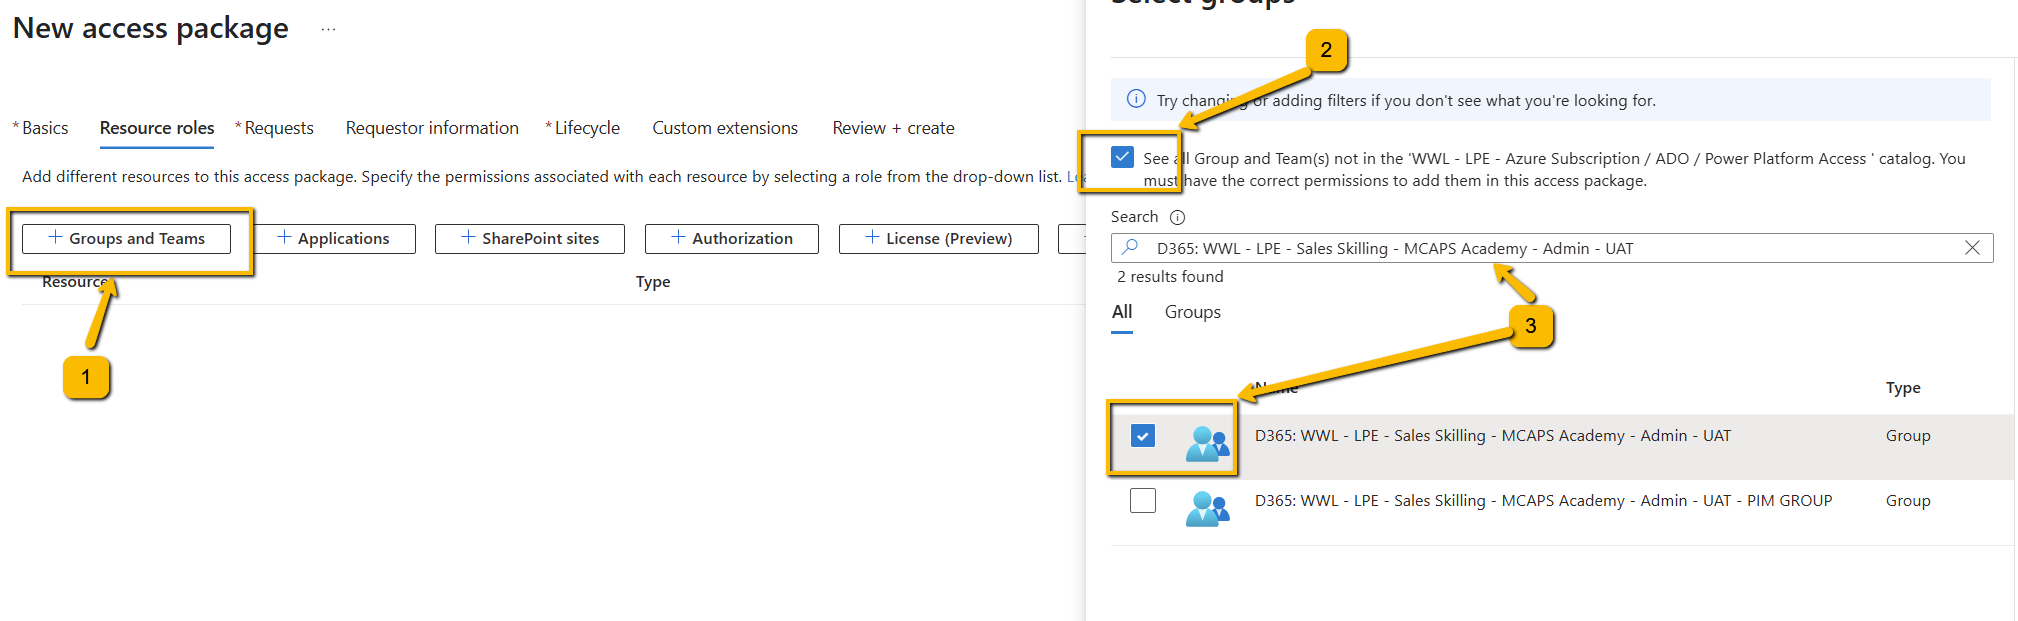 New access package ...
*Basics Resource roles *Requests Requestor information *Lifecycle Custom extensions Review + create
Add different resources to this access package. Specify the permissions associated with each resource by selecting a role from the drop-down list.
+ Groups and Teams + Applications + SharePoint sites + Authorization + License (Preview)
Resource Type
1
Select groups
2
Try changing or adding filters if you don't see what you're looking for.
See all Group and Team(s) not in the 'WWL - LPE - Azure Subscription / ADO / Power Platform Access ' catalog. You
must have the correct permissions to add them in this access package.
Search
D365: WWL - LPE - Sales Skilling - MCAPS Academy - Admin - UAT
2 results found
All Groups
3
Name Type
D365: WWL - LPE - Sales Skilling - MCAPS Academy - Admin - UAT Group
D365: WWL - LPE - Sales Skilling - MCAPS Academy - Admin - UAT - PIM GROUP Group